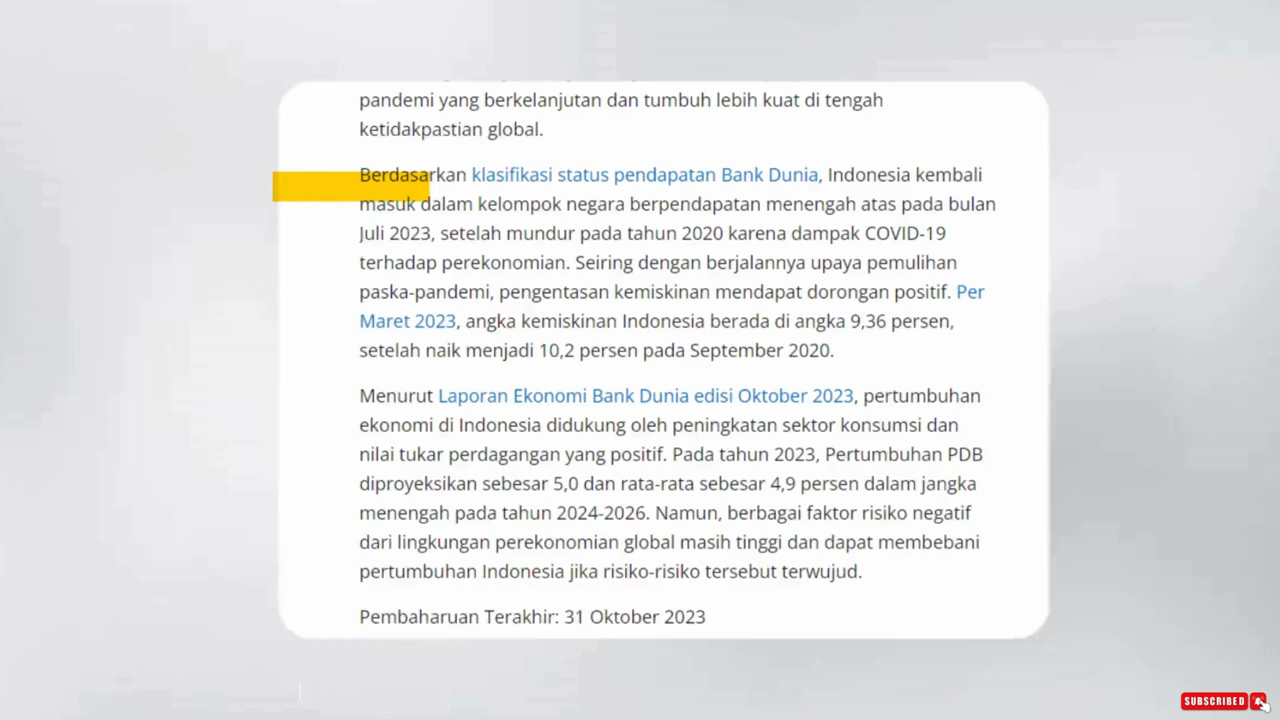 pandemi yang berkelanjutan dan tumbuh lebih kuat di tengah
ketidakpastian global.
Berdasarkan klasifikasi status pendapatan Bank Dunia, Indonesia kembali
masuk dalam kelompok negara berpendapatan menengah atas pada bulan
Juli 2023, setelah mundur pada tahun 2020 karena dampak COVID-19
terhadap perekonomian. Seiring dengan berjalannya upaya pemulihan
paska-pandemi, pengentasan kemiskinan mendapat dorongan positif. Per
Maret 2023, angka kemiskinan Indonesia berada di angka 9,36 persen,
setelah naik menjadi 10,2 persen pada September 2020.
Menurut Laporan Ekonomi Bank Dunia edisi Oktober 2023, pertumbuhan
ekonomi di Indonesia didukung oleh peningkatan sektor konsumsi dan
nilai tukar perdagangan yang positif. Pada tahun 2023, Pertumbuhan PDB
diproyeksikan sebesar 5,0 dan rata-rata sebesar 4,9 persen dalam jangka
menengah pada tahun 2024-2026. Namun, berbagai faktor risiko negatif
dari lingkungan perekonomian global masih tinggi dan dapat membebani
pertumbuhan Indonesia jika risiko-risiko tersebut terwujud.
Pembaharuan Terakhir: 31 Oktober 2023
SUBSCRIBED